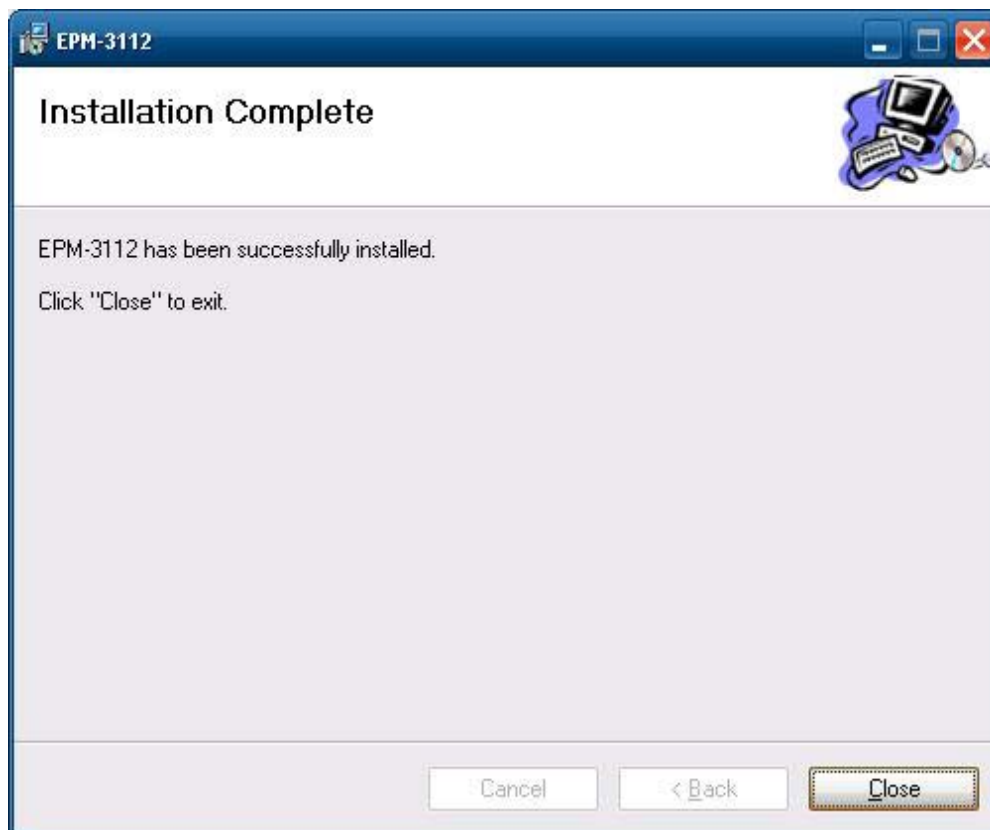 EPM-3112
Installation Complete
EPM-3112 has been successfully installed.
Click "Close" to exit.
Cancel
< Back
Close